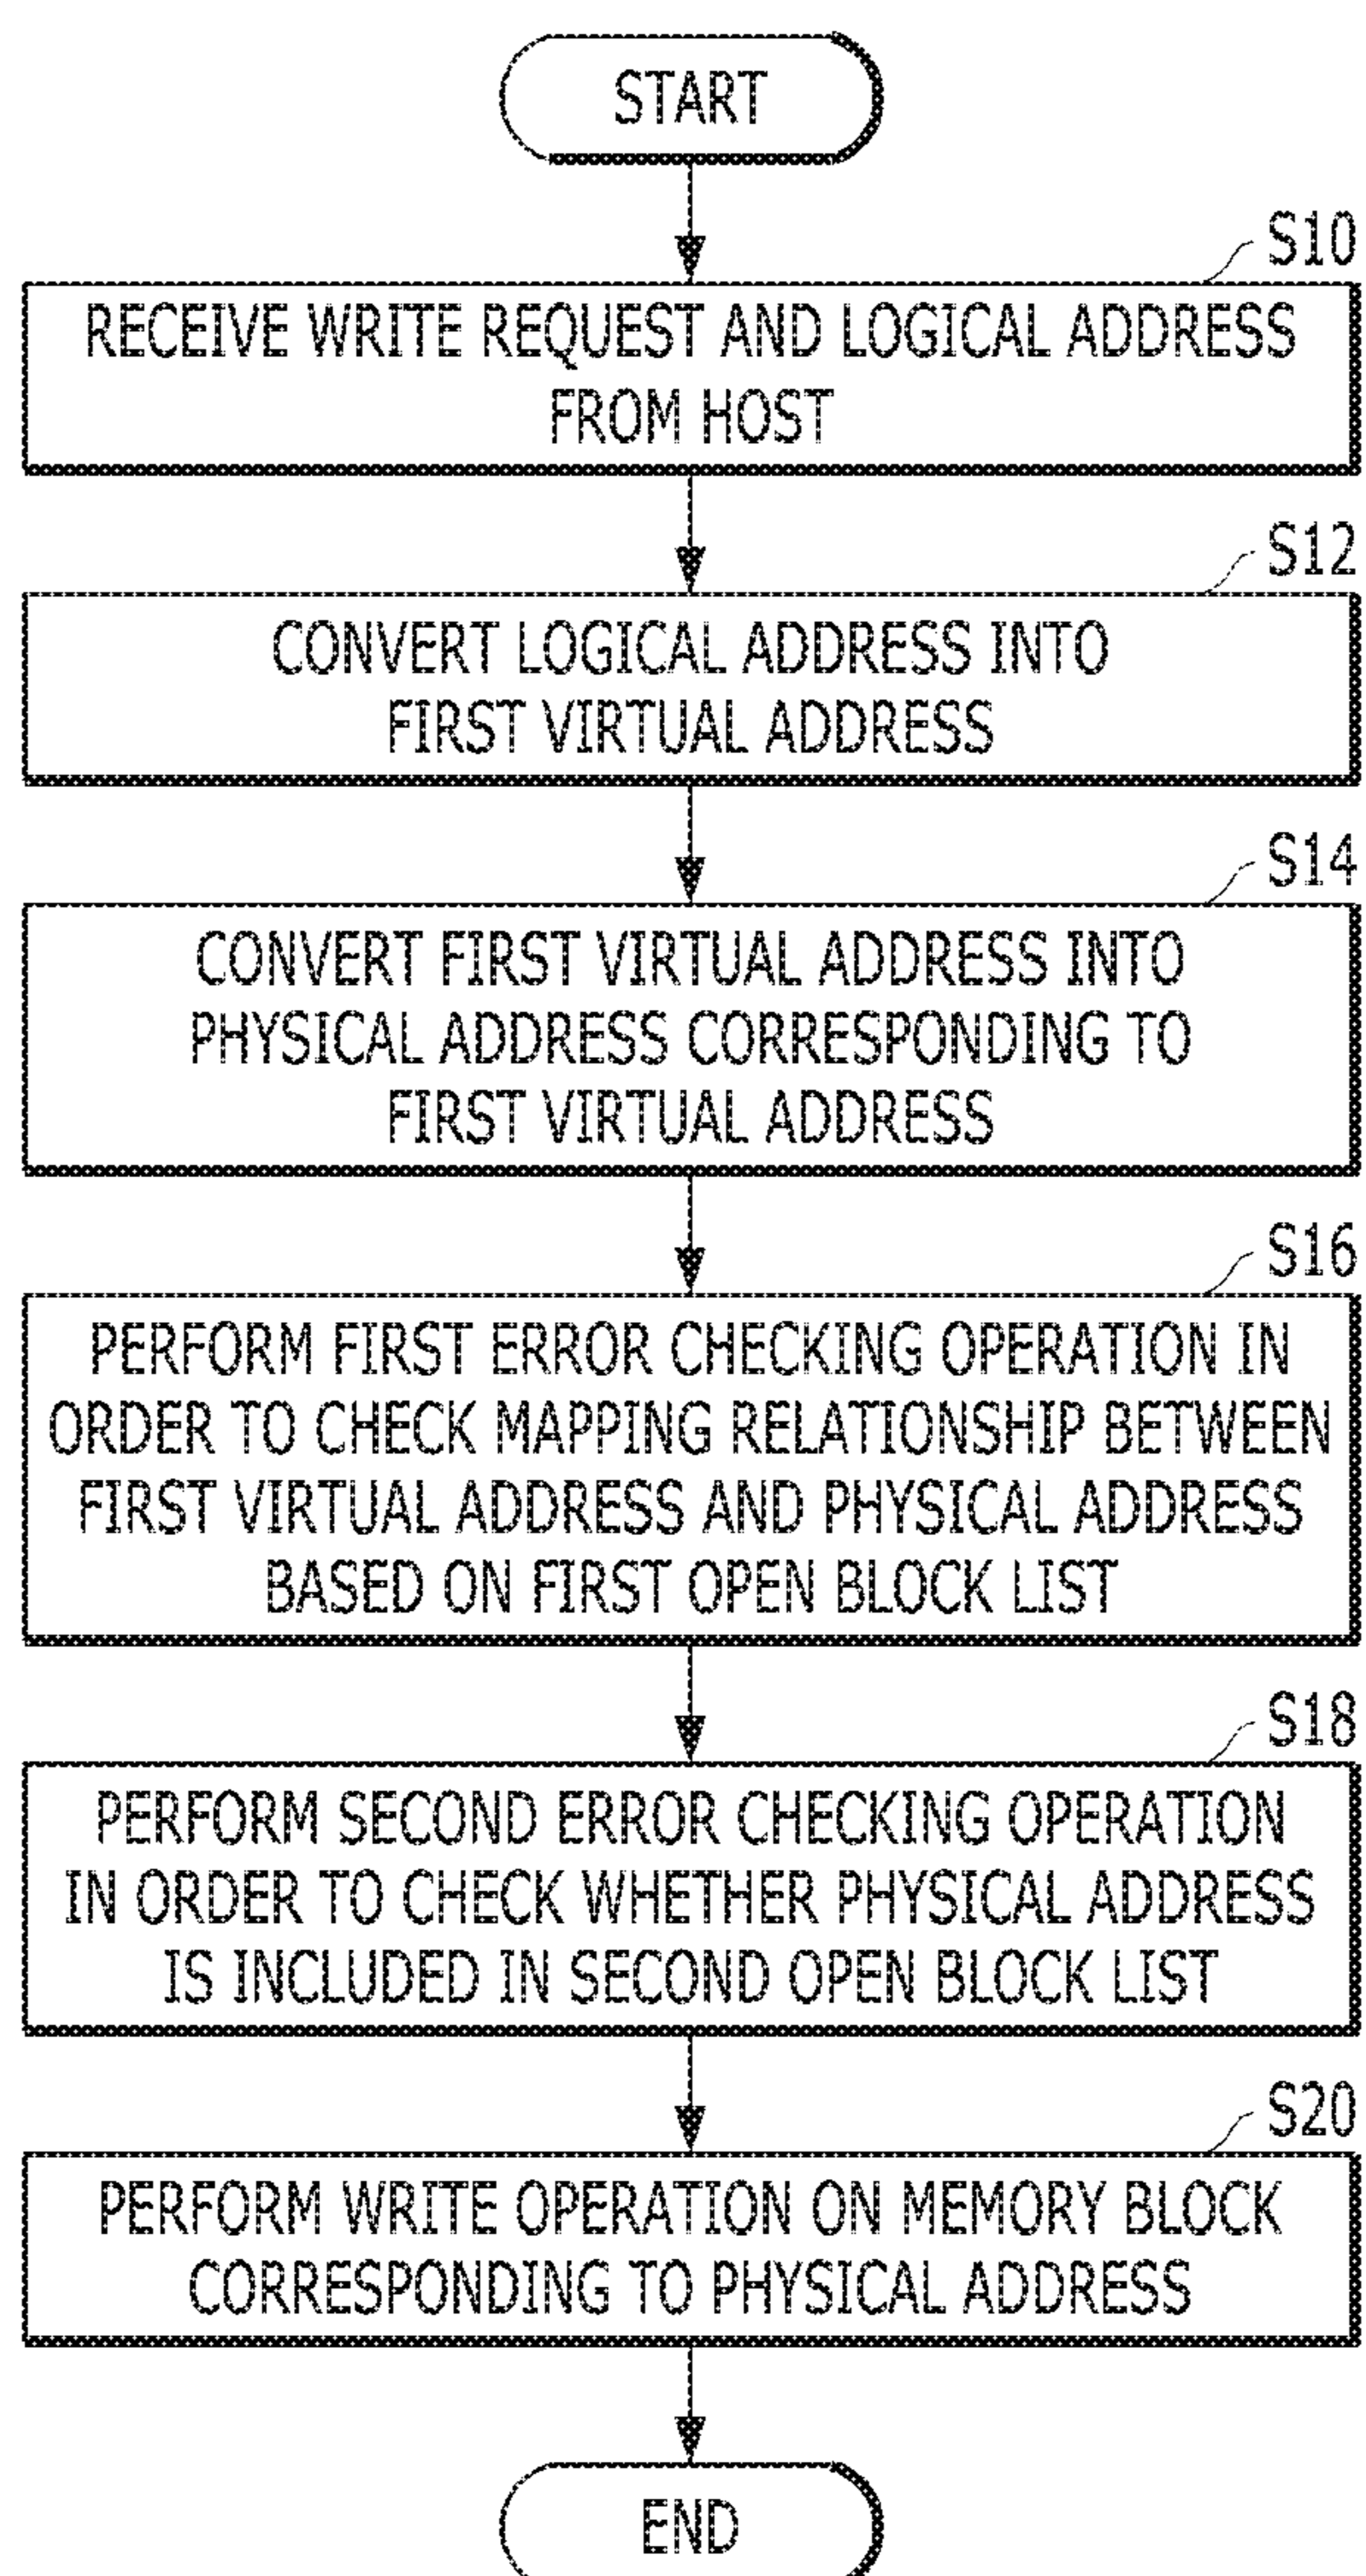 START
S10
RECEIVE WRITE REQUEST AND LOGICAL ADDRESS
FROM HOST
S12
CONVERT LOGICAL ADDRESS INTO
FIRST VIRTUAL ADDRESS
S14
CONVERT FIRST VIRTUAL ADDRESS INTO
PHYSICAL ADDRESS CORRESPONDING TO
FIRST VIRTUAL ADDRESS
S16
PERFORM FIRST ERROR CHECKING OPERATION IN
ORDER TO CHECK MAPPING RELATIONSHIP BETWEEN
FIRST VIRTUAL ADDRESS AND PHYSICAL ADDRESS
BASED ON FIRST OPEN BLOCK LIST
S18
PERFORM SECOND ERROR CHECKING OPERATION
IN ORDER TO CHECK WHETHER PHYSICAL ADDRESS
IS INCLUDED IN SECOND OPEN BLOCK LIST
S20
PERFORM WRITE OPERATION ON MEMORY BLOCK
CORRESPONDING TO PHYSICAL ADDRESS
END